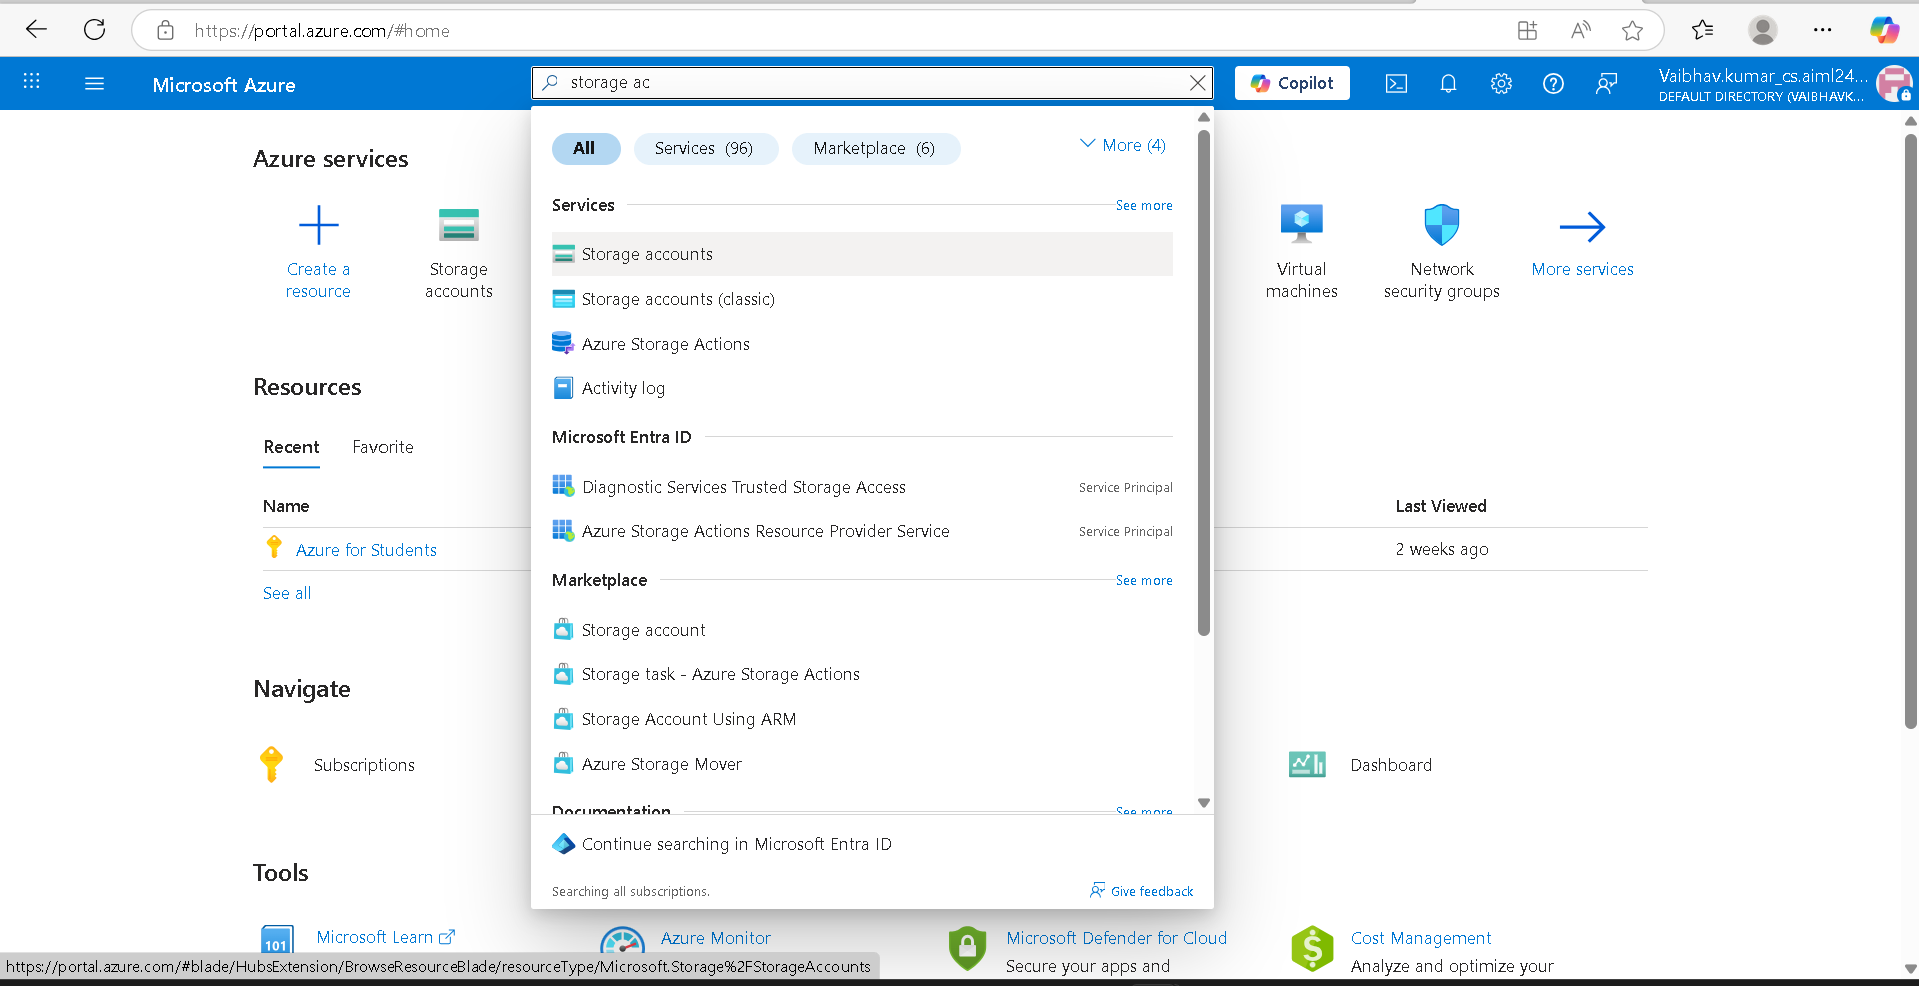 https://portal.azure.com/#home
Microsoft Azure
storage ac
Copilot
Vaibhav.kumar_cs.aiml24...
DEFAULT DIRECTORY (VAIBHAVK...
All
Services (96)
Marketplace (6)
More (4)
Azure services
Create a
resource
Storage
accounts
Virtual
machines
Network
security groups
More services
Services
See more
Storage accounts
Storage accounts (classic)
Azure Storage Actions
Activity log
Microsoft Entra ID
Diagnostic Services Trusted Storage Access
Service Principal
Azure Storage Actions Resource Provider Service
Service Principal
Marketplace
See more
Storage account
Storage task - Azure Storage Actions
Storage Account Using ARM
Azure Storage Mover
Documentation
See more
Continue searching in Microsoft Entra ID
Searching all subscriptions.
Give feedback
Resources
Recent
Favorite
Name
Last Viewed
Azure for Students
2 weeks ago
See all
Navigate
Subscriptions
Dashboard
Tools
101
Microsoft Learn
Azure Monitor
Microsoft Defender for Cloud
Secure your apps and
Cost Management
Analyze and optimize your
https://portal.azure.com/#blade/HubsExtension/BrowseResourceBlade/resourceType/Microsoft.Storage%2FStorageAccounts